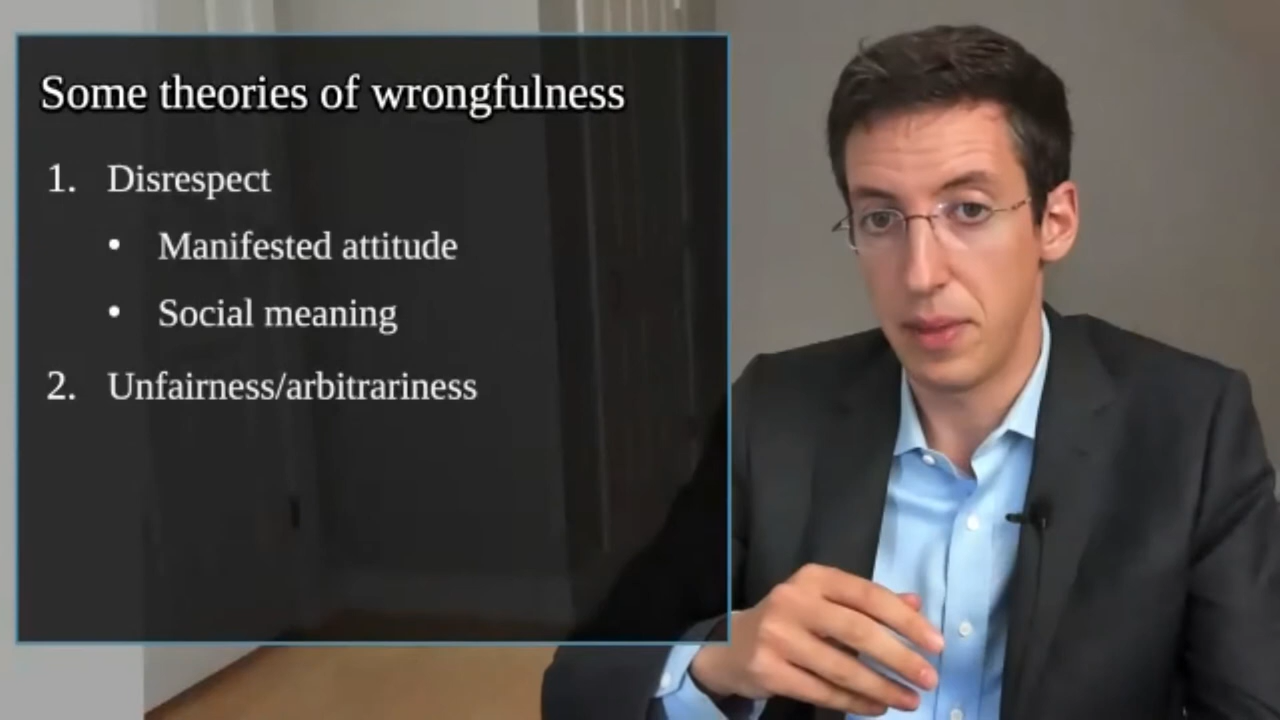 Some theories of wrongfulness
1. Disrespect
• Manifested attitude
• Social meaning
2. Unfairness/arbitrariness